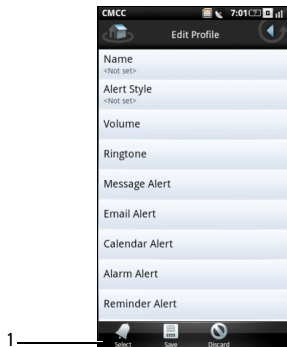 CMCC 7:01
Edit Profile
Name
<Not set>
Alert Style
<Not set>
Volume
Ringtone
Message Alert
Email Alert
Calendar Alert
Alarm Alert
Reminder Alert
1
Select Save Discard